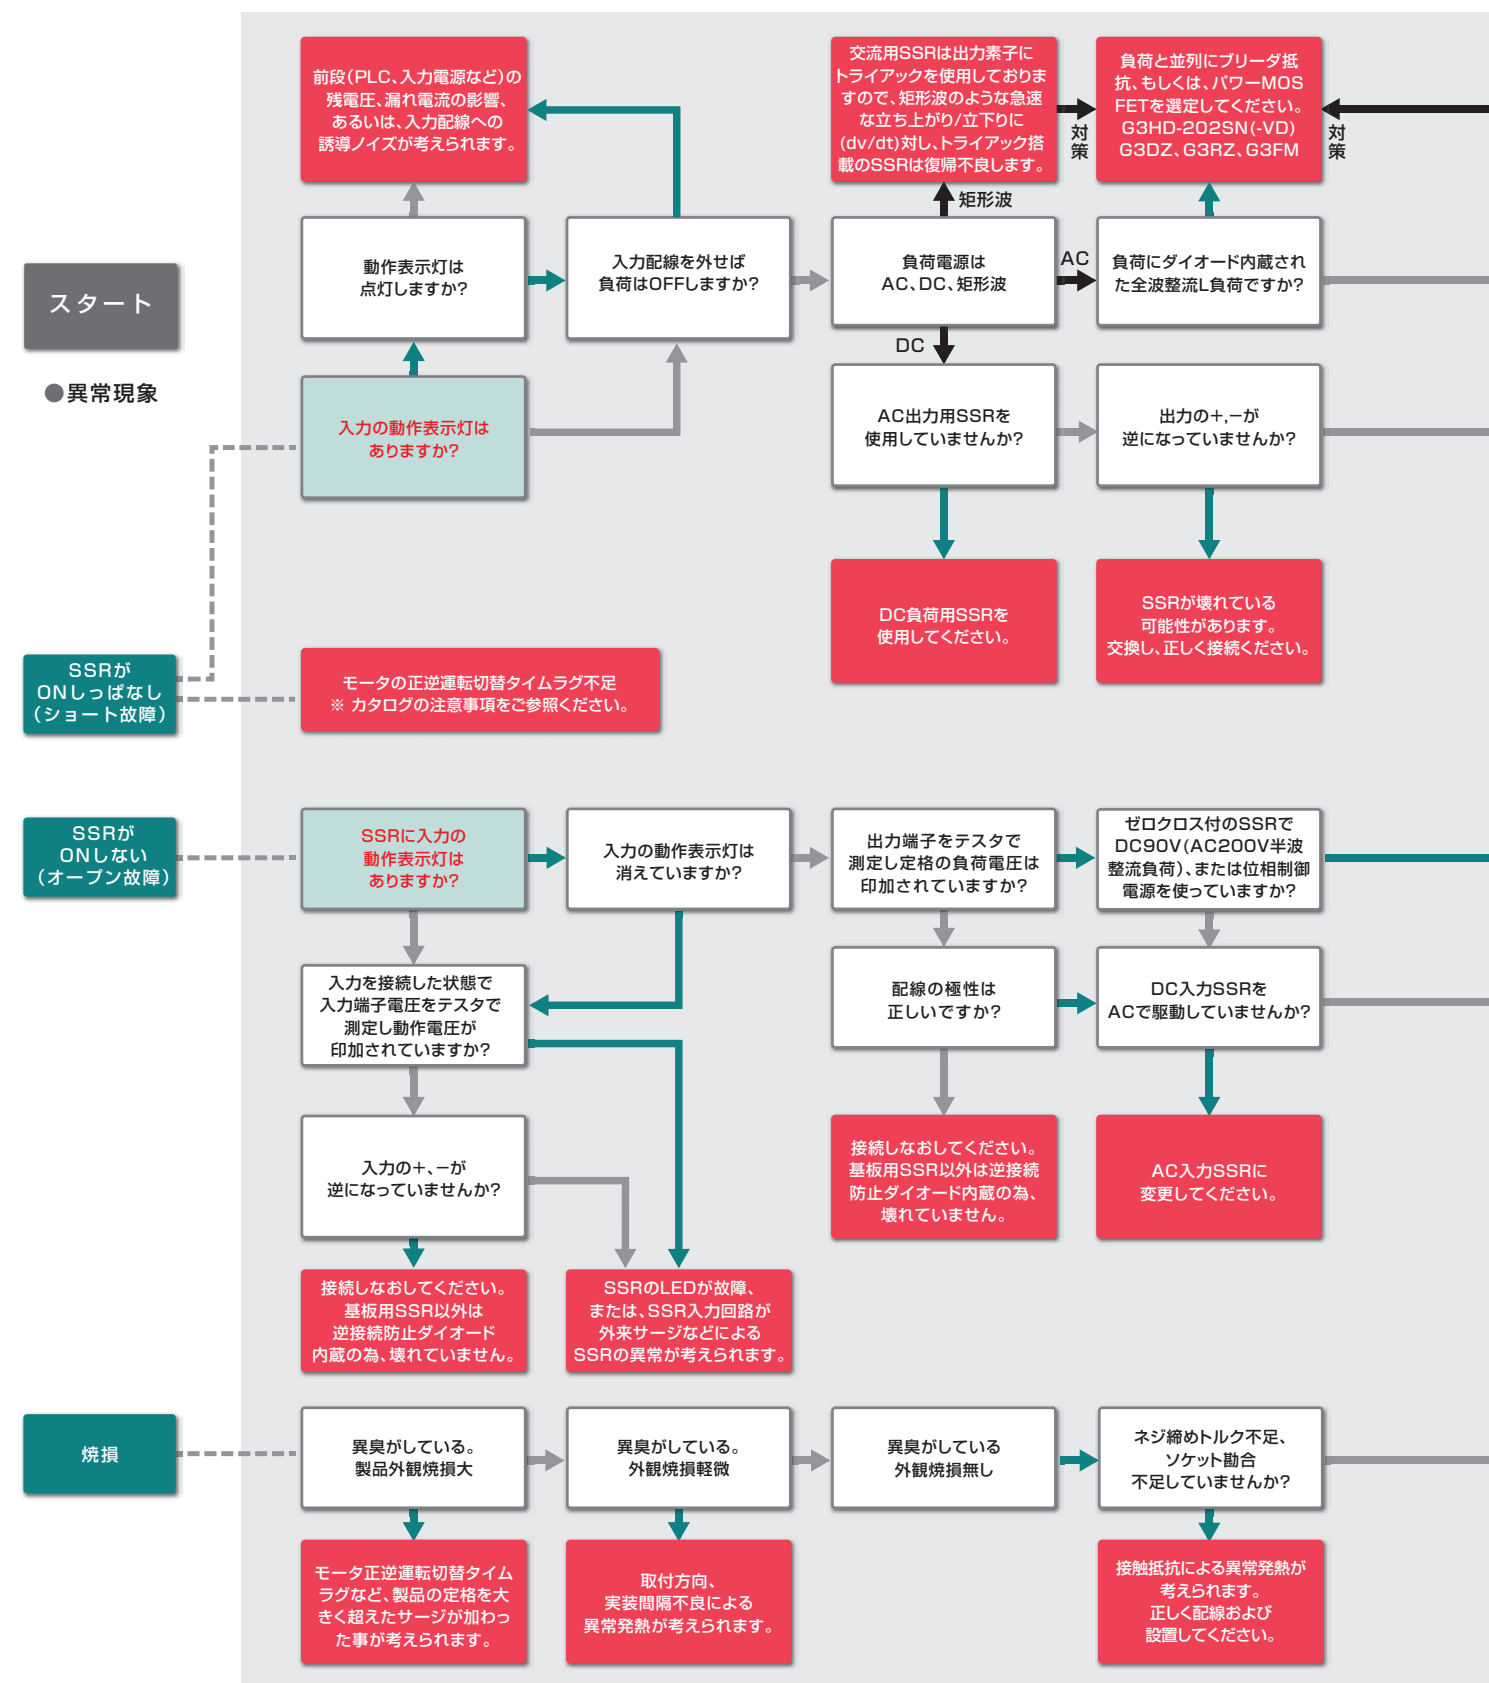 前段(PLC、入力電源など)の
残電圧、漏れ電流の影響、
あるいは、入力配線への
誘導ノイズが考えられます。
交流用SSRは出力素子に
トライアックを使用しておりま
すので、矩形波のような急速
な立ち上がり/立下りに
(dv/dt)対し、トライアック搭
載のSSRは復帰不良します。
対策
負荷と並列にブリーダ抵
抗、もしくは、パワーMOS
FETを選定してください。
G3HD-202SN(-VD)
G3DZ、G3RZ、G3FM
対策
矩形波
スタート
●異常現象
動作表示灯は
点灯しますか?
入力配線を外せば
負荷はOFFしますか?
負荷電源は
AC、DC、矩形波
AC
負荷にダイオード内蔵され
た全波整流L負荷ですか?
DC
入力の動作表示灯は
ありますか?
AC出力用SSRを
使用していませんか?
出力の+,−が
逆になっていませんか?
DC負荷用SSRを
使用してください。
SSRが壊れている
可能性があります。
交換し、正しく接続ください。
SSRが
ONしっぱなし
(ショート故障)
モータの正逆運転切替タイムラグ不足
※ カタログの注意事項をご参照ください。
SSRが
ONしない
(オープン故障)
SSRに入力の
動作表示灯は
ありますか?
入力の動作表示灯は
消えていますか?
出力端子をテスタで
測定し定格の負荷電圧は
印加されていますか?
ゼロクロス付のSSRで
DC90V(AC200V半波
整流負荷)、または位相制御
電源を使っていますか?
入力を接続した状態で
入力端子電圧をテスタで
測定し動作電圧が
印加されていますか?
配線の極性は
正しいですか?
DC入力SSRを
ACで駆動していませんか?
入力の+、−が
逆になっていませんか?
接続しなおしてください。
基板用SSR以外は逆接続
防止ダイオード内蔵の為、
壊れていません。
AC入力SSRに
変更してください。
接続しなおしてください。
基板用SSR以外は
逆接続防止ダイオード
内蔵の為、壊れていません。
SSRのLEDが故障、
または、SSR入力回路が
外来サージなどによる
SSRの異常が考えられます。
焼損
異臭がしている。
製品外観焼損大
異臭がしている。
外観焼損軽微
異臭がしている
外観焼損無し
ネジ締めトルク不足、
ソケット勘合
不足していませんか?
モータ正逆運転切替タイム
ラグなど、製品の定格を大
きく超えたサージが加わっ
た事が考えられます。
取付方向、
実装間隔不良による
異常発熱が考えられます。
接触抵抗による異常発熱が
考えられます。
正しく配線および
設置してください。